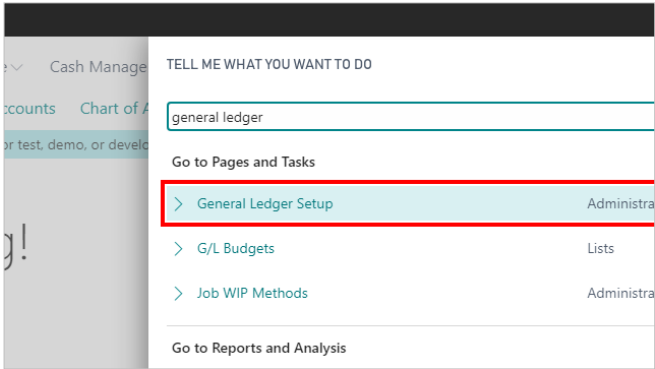 Cash Manage
TELL ME WHAT YOU WANT TO DO
ccounts Chart of A
general ledger
or test, demo, or develo
Go to Pages and Tasks
General Ledger Setup Administra
g!
G/L Budgets Lists
Job WIP Methods Administra
Go to Reports and Analysis